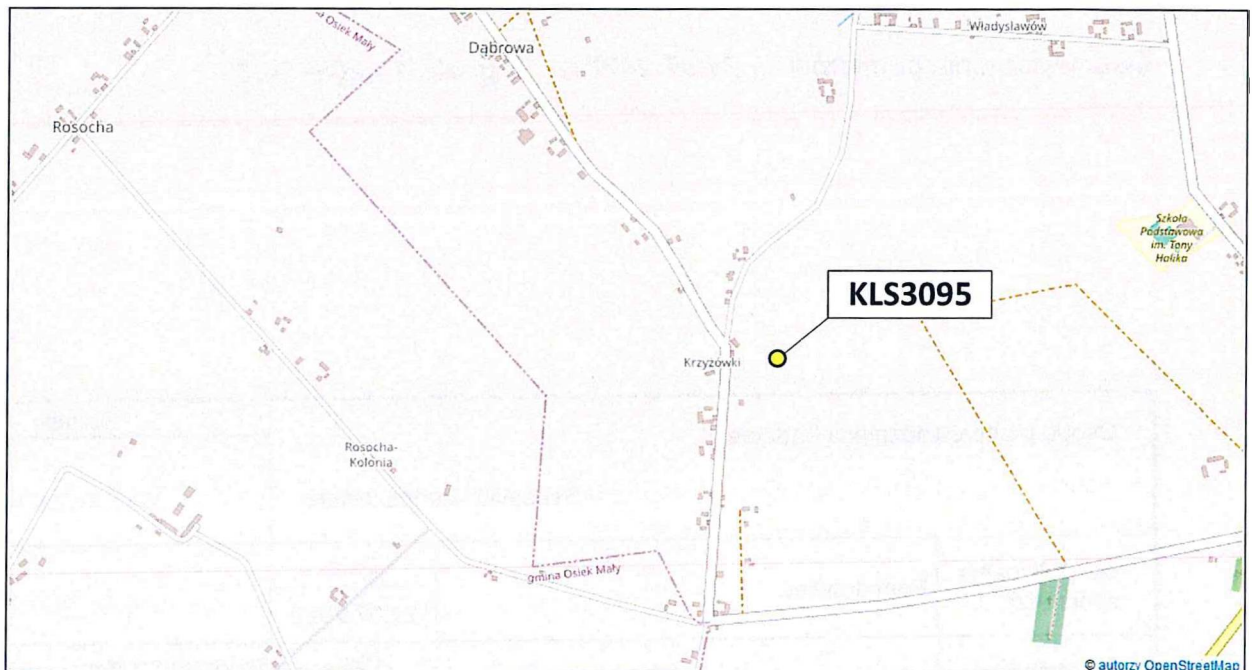 na Osiek Mały
Dąbrowa
Władysławów
Rosocha
Szkoła
Podstawowa
im. Tony
Halika
KLS3095
Krzyżówki
Rosocha-
Kolonia
gmina Osiek Mały
© autorzy OpenStreetMap